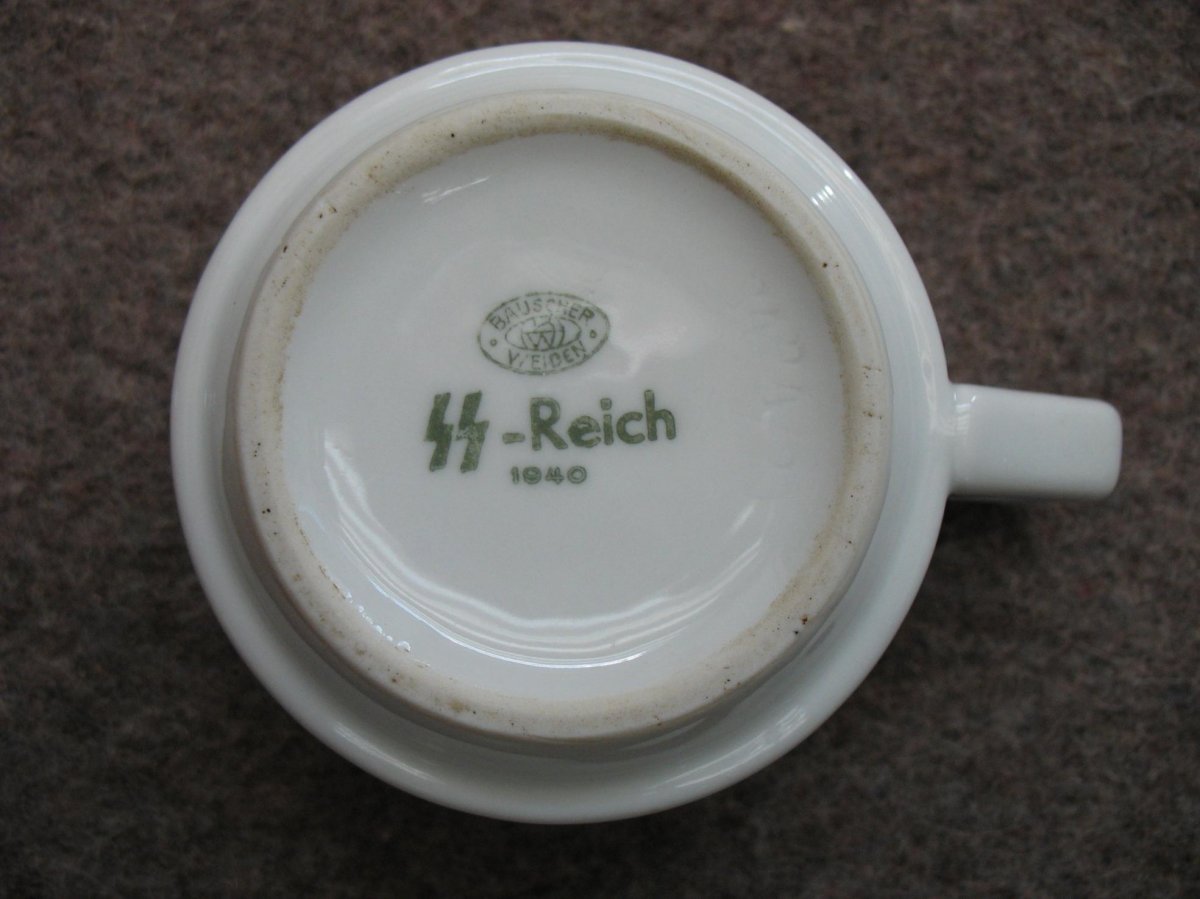 BAUSCHER
WEIDEN
SS-Reich
1940